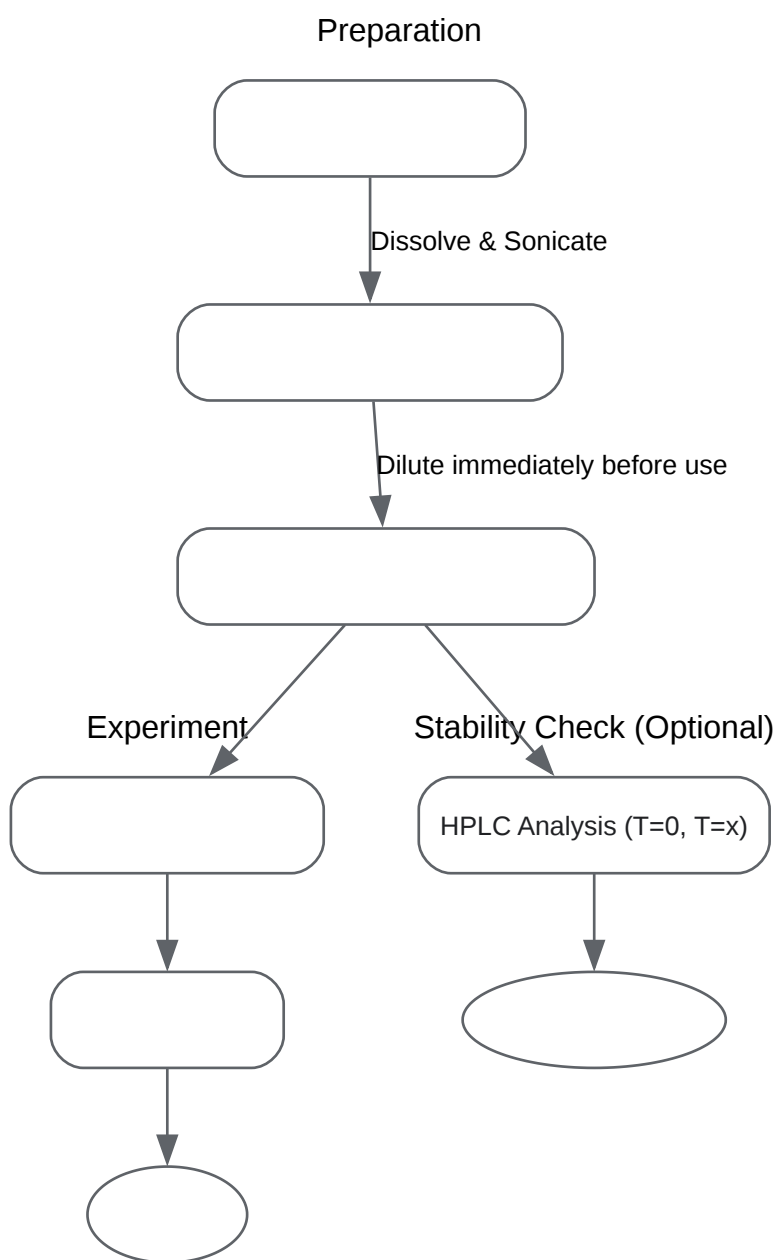 Preparation
Dissolve & Sonicate
Dilute immediately before use
Experiment
Stability Check (Optional)
HPLC Analysis (T=0, T=x)